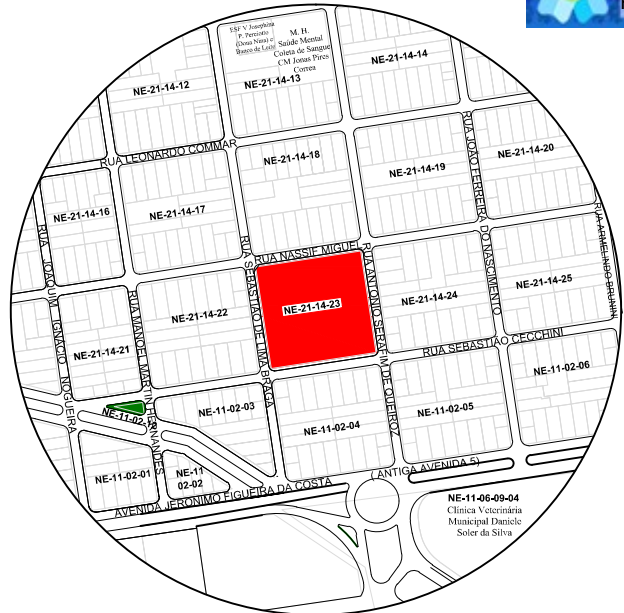 ESF V. Josephina
P. Percinoto
(Dona Nina) e
Banco de Leite
M. H.
Saúde Mental
Coleta de Sangue
CM Jonas Pires
Correa
NE-21-14-12
NE-21-14-13
NE-21-14-14
RUA LEONARDO COMMAR
NE-21-14-16
NE-21-14-17
NE-21-14-18
NE-21-14-19
NE-21-14-20
RUA JOÃO FERREIRA DO NASCIMENTO
RUA ARMELINDO BRUNINI
RUA NASSIF MIGUEL
RUA JOAQUIM IGNACIO NOGUEIRA
RUA MANOEL MARTIN FERNANDES
RUA SEBASTIAO DE LIMA BRAGA
RUA ANTONIO SERAFIM DE QUEIROZ
NE-21-14-21
NE-21-14-22
NE-21-14-23
NE-21-14-24
NE-21-14-25
RUA SEBASTIAO CECCHINI
NE-11-02-03
NE-11-02-04
NE-11-02-05
NE-11-02-06
NE-11-02-01
NE-11
02-02
AVENIDA JERONIMO FIGUEIRA DA COSTA
( ANTIGA AVENIDA 5)
NE-11-06-09-04
Clínica Veterinária
Municipal Daniele
Soler da Silva